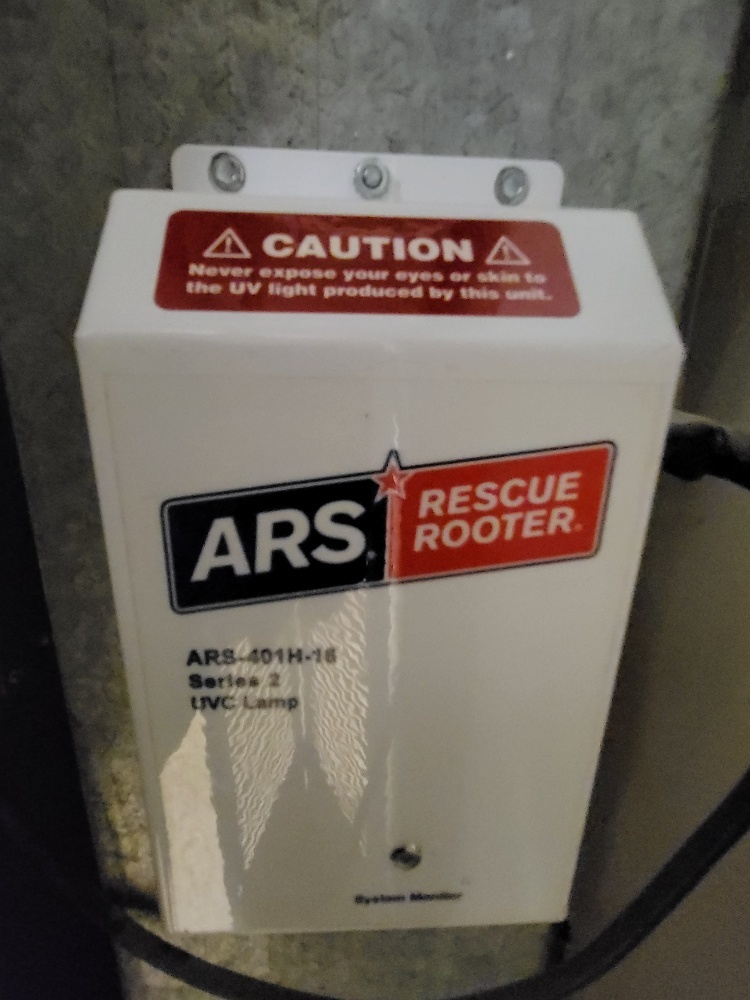 CAUTION
Never expose your eyes or skin to
the UV light produced by this unit.
ARS
RESCUE
ROOTER
ARS-401H-16
Series 2
UVC Lamp
System Monitor